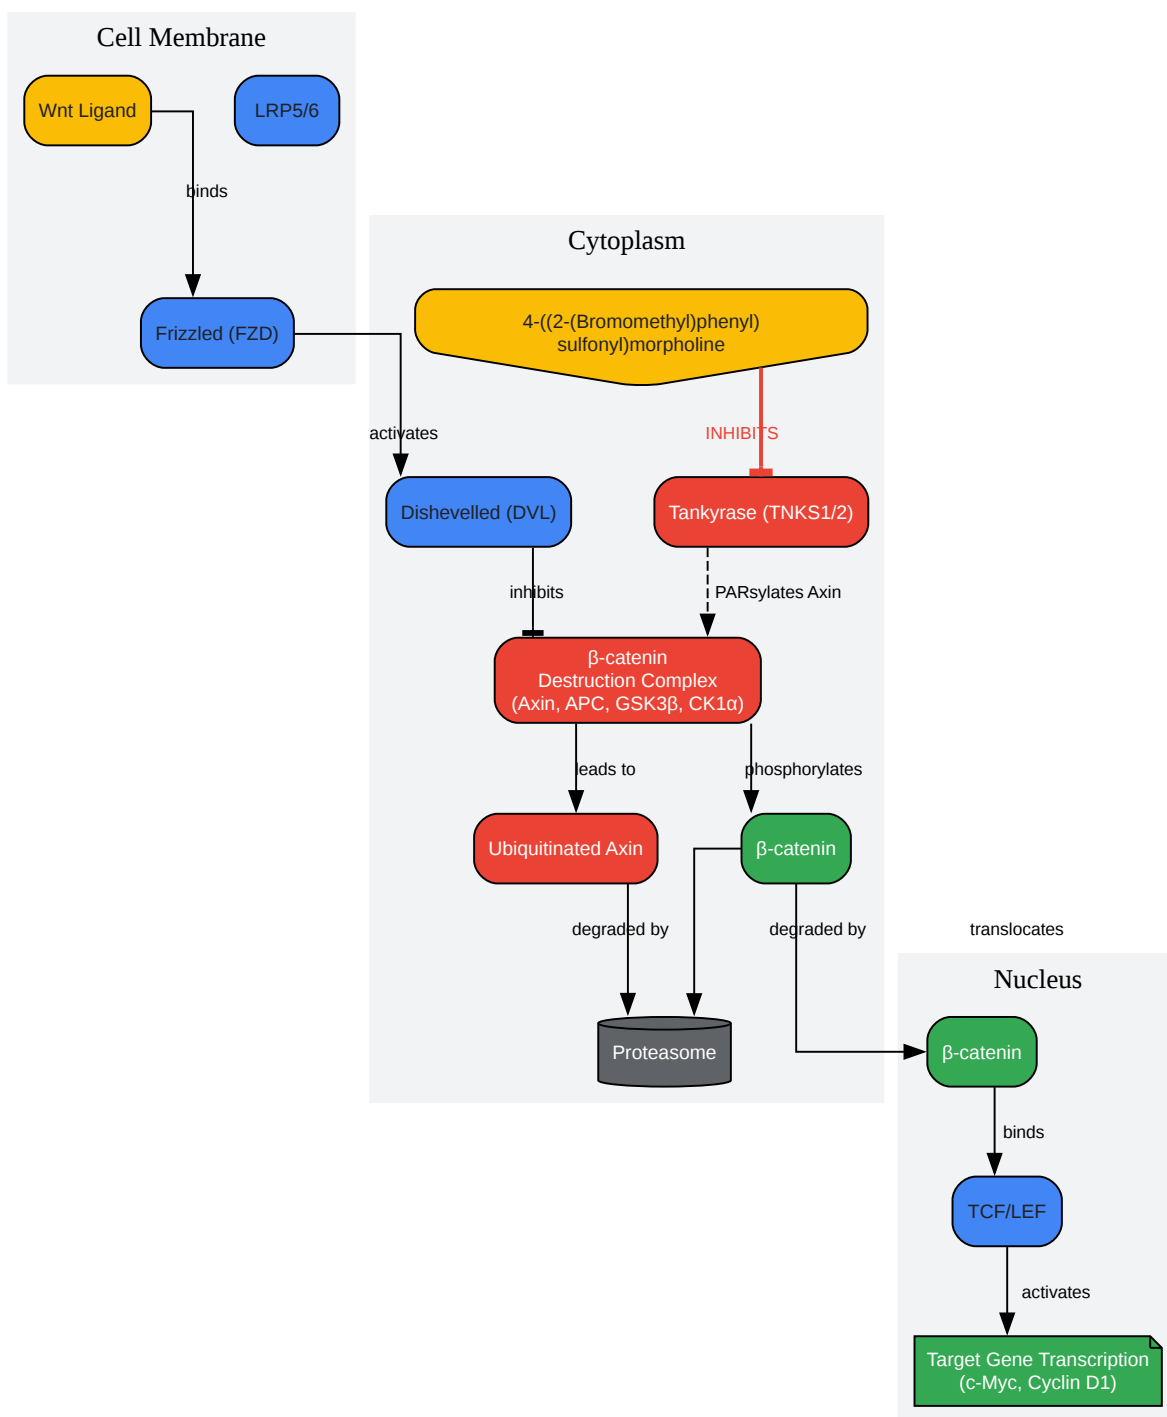 Cell Membrane
Wnt Ligand
LRP5/6
binds
Frizzled (FZD)
Cytoplasm
4-((2-(Bromomethyl)phenyl)
sulfonyl)morpholine
activates
INHIBITS
Dishevelled (DVL)
Tankyrase (TNKS1/2)
inhibits
PARsylates Axin
β-catenin
Destruction Complex
(Axin, APC, GSK3β, CK1α)
leads to
phosphorylates
Ubiquitinated Axin
β-catenin
degraded by
degraded by
translocates
Proteasome
Nucleus
β-catenin
binds
TCF/LEF
activates
Target Gene Transcription
(c-Myc, Cyclin D1)